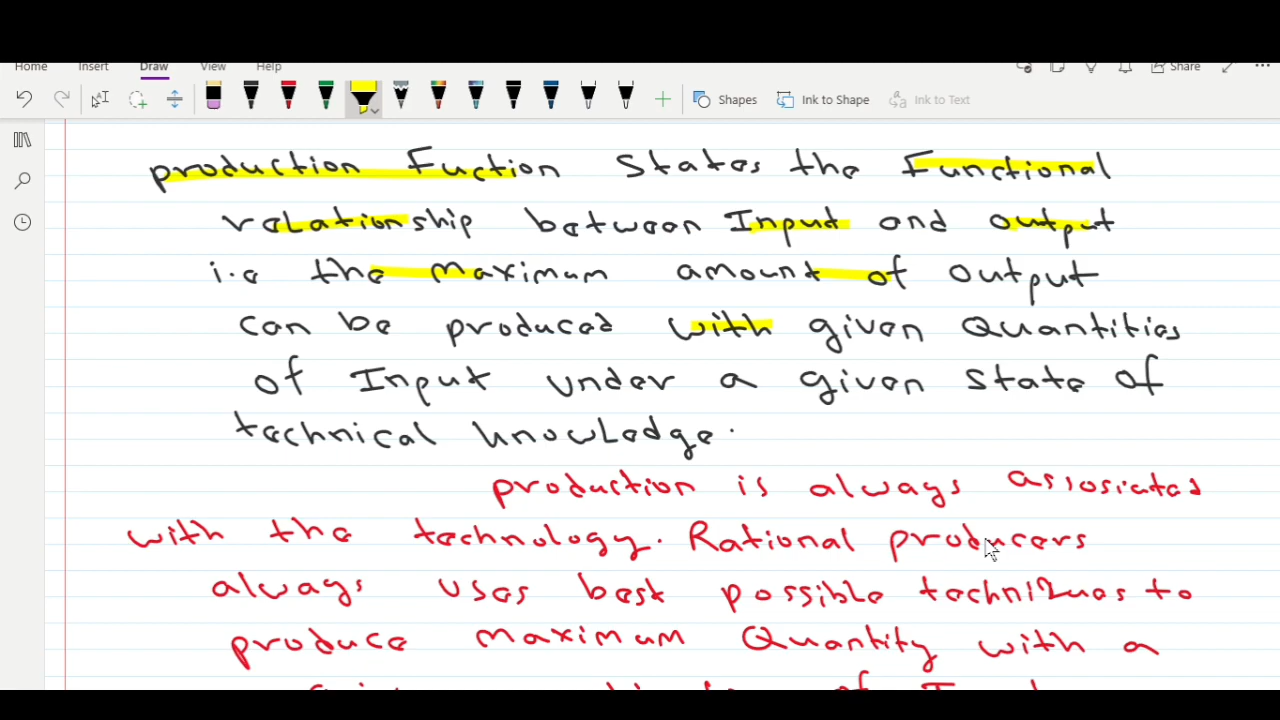 Home Insert Draw View Help Share
Shapes Ink to Shape Ink to Text
production Fuction States the Functional
relationship between Input and output
i.e the maximum amount of output
can be produced with given Quantities
of Input under a given state of
technical knowledge.
production is always assosiated
with the technology. Rational producers
always uses best possible techniques to
produce maximum Quantity with a
of